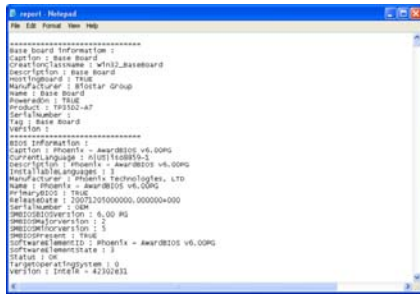 report - Notepad
File Edit Format View Help
==============================
Base board information :
Caption : Base Board
CreationClassName : Win32_BaseBoard
Description : Base Board
HostingBoard : TRUE
Manufacturer : Biostar Group
Name : Base Board
PoweredOn : TRUE
Product : TP35D2-A7
SerialNumber :
Tag : Base Board
Version :
==============================
BIOS Information :
Caption : Phoenix - AwardBIOS v6.00PG
CurrentLanguage : n|US|iso8859-1
Description : Phoenix - AwardBIOS v6.00PG
InstallableLanguages : 3
Manufacturer : Phoenix Technologies, LTD
Name : Phoenix - AwardBIOS v6.00PG
PrimaryBIOS : TRUE
ReleaseDate : 20071205000000.000000+000
SerialNumber : OEM
SMBIOSBIOSVersion : 6.00 PG
SMBIOSMajorVersion : 2
SMBIOSMinorVersion : 5
SMBIOSPresent : TRUE
SoftwareElementID : Phoenix - AwardBIOS v6.00PG
SoftwareElementState : 3
Status : OK
TargetOperatingSystem : 0
Version : IntelR - 42302e31